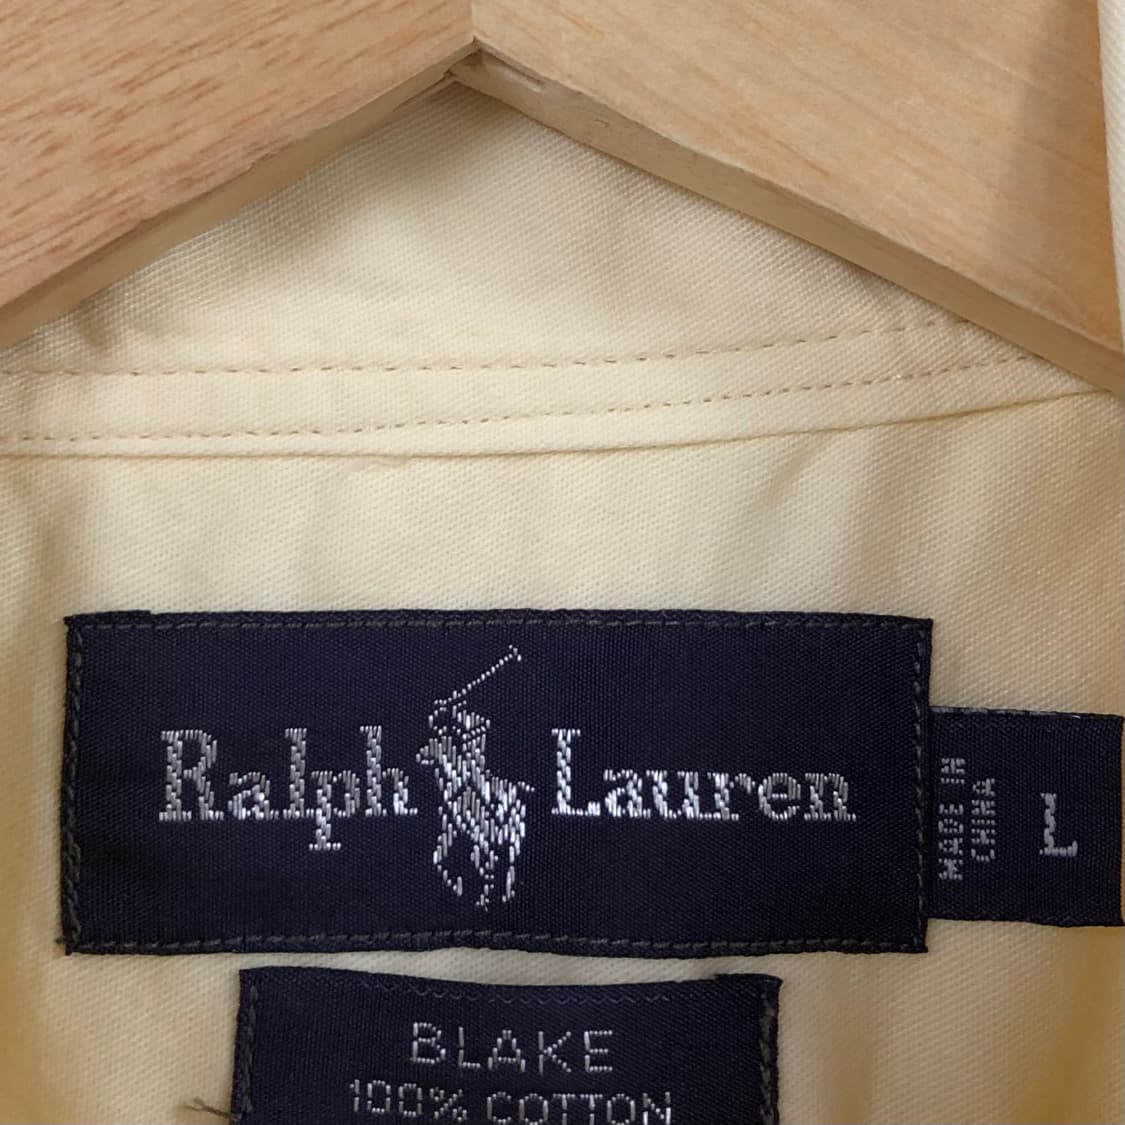 Ralph Lauren
MADE IN
CHINA
L
BLAKE
100% COTTON